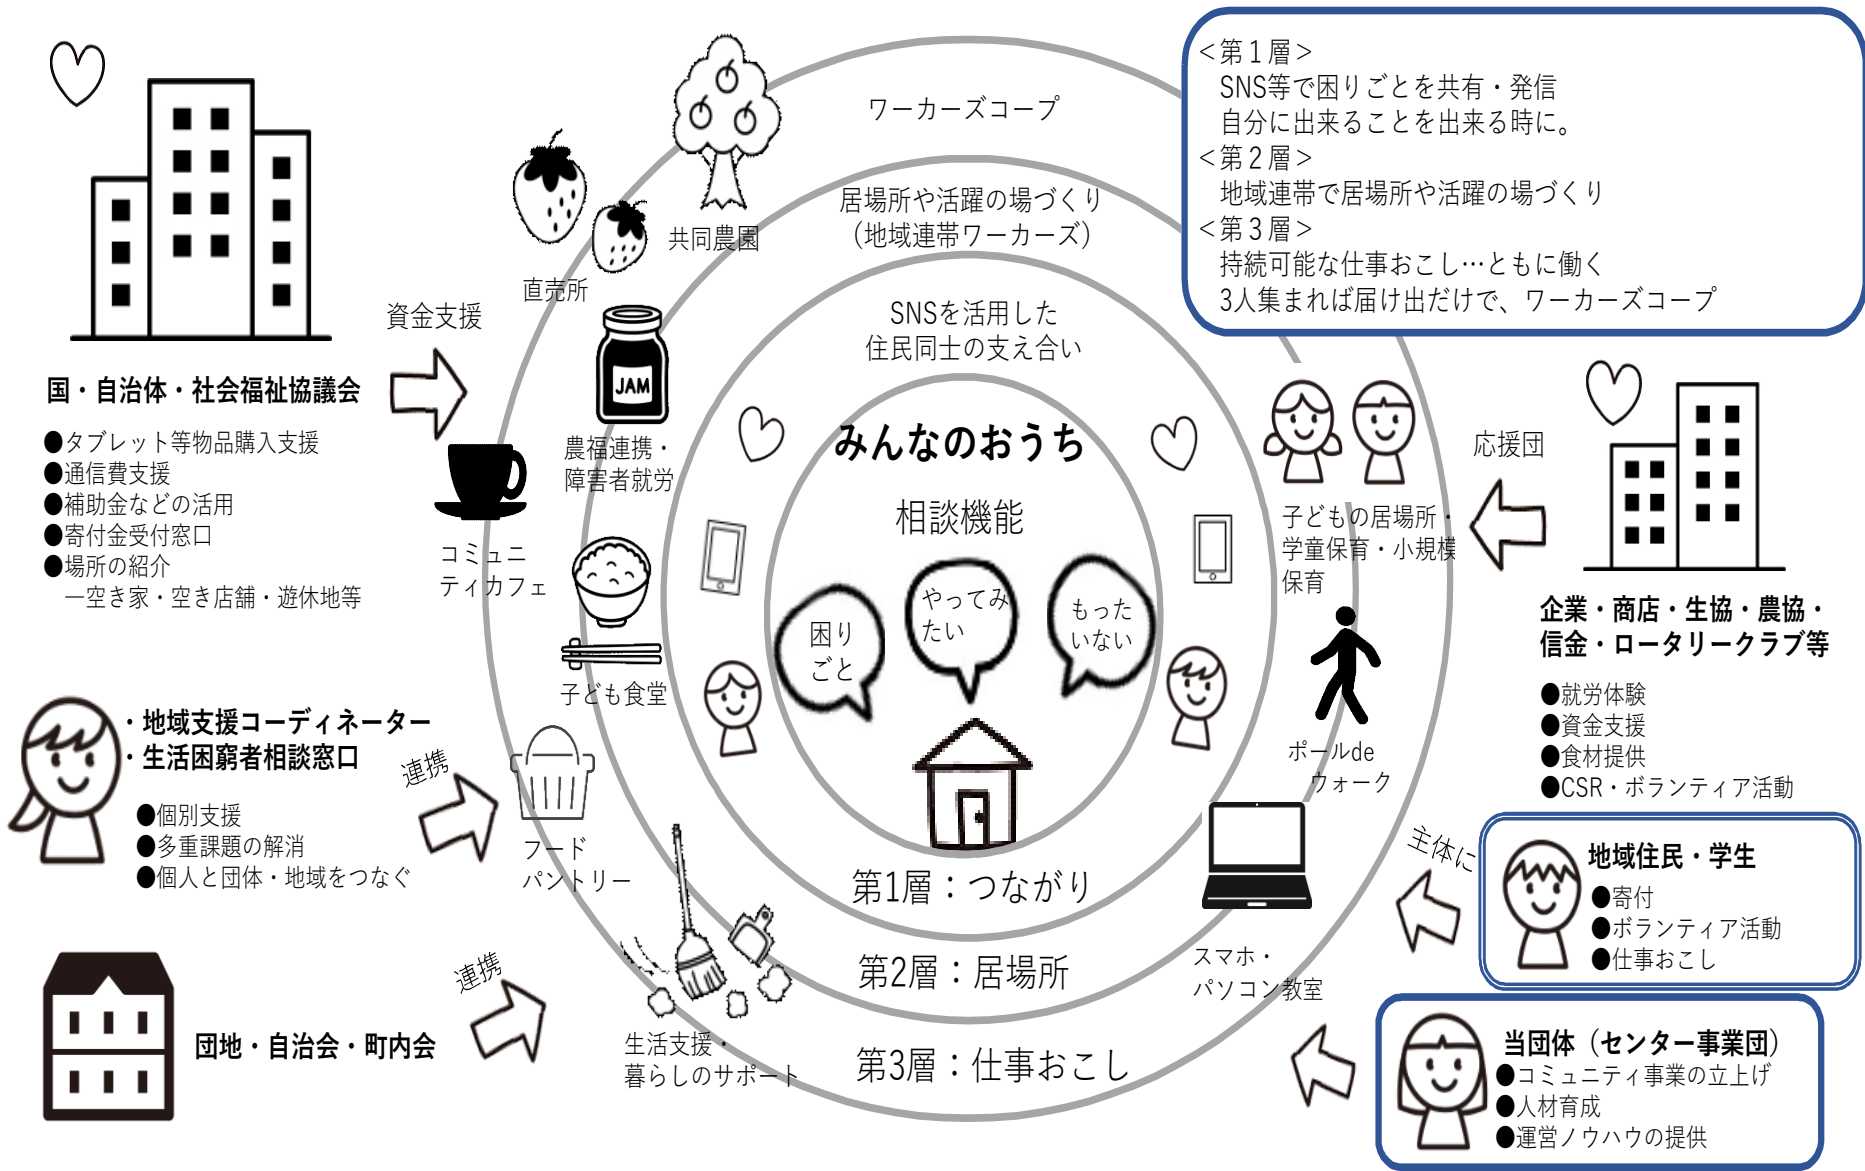 ワーカーズコープ
居場所や活躍の場づくり
（地域連帯ワーカーズ）
SNSを活用した
住民同士の支え合い
みんなのおうち
相談機能
困り
ごと
やってみ
たい
もった
いない
第1層：つながり
第2層：居場所
第3層：仕事おこし
＜第１層＞
SNS等で困りごとを共有・発信
自分に出来ることを出来る時に。
＜第２層＞
地域連帯で居場所や活躍の場づくり
＜第３層＞
持続可能な仕事おこし…ともに働く
3人集まれば届け出だけで、ワーカーズコープ
共同農園
直売所
JAM
農福連携・
障害者就労
コミュニ
ティカフェ
子ども食堂
フード
パントリー
生活支援・
暮らしのサポート
子どもの居場所・
学童保育・小規模
保育
ポールde
ウォーク
スマホ・
パソコン教室
資金支援
国・自治体・社会福祉協議会
●タブレット等物品購入支援
●通信費支援
●補助金などの活用
●寄付金受付窓口
●場所の紹介
―空き家・空き店舗・遊休地等
・地域支援コーディネーター
・生活困窮者相談窓口
●個別支援
●多重課題の解消
●個人と団体・地域をつなぐ
連携
団地・自治会・町内会
連携
応援団
企業・商店・生協・農協・
信金・ロータリークラブ等
●就労体験
●資金支援
●食材提供
●CSR・ボランティア活動
主体に
地域住民・学生
●寄付
●ボランティア活動
●仕事おこし
当団体（センター事業団）
●コミュニティ事業の立上げ
●人材育成
●運営ノウハウの提供